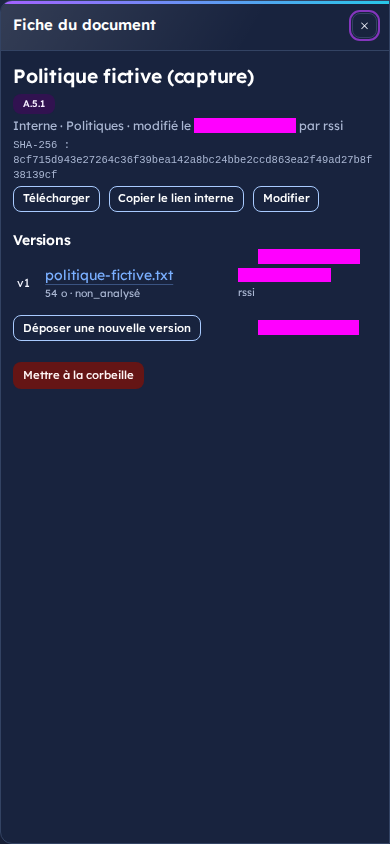 Fiche du document
×
Politique fictive (capture)
A.5.1
Interne · Politiques · modifié le par rssi
SHA-256 :
8cf715d943e27264c36f39bea142a8bc24bbe2ccd863ea2f49ad27b8f
38139cf
Télécharger Copier le lien interne Modifier
Versions
v1 politique-fictive.txt
54 o · non_analysé rssi
Déposer une nouvelle version
Mettre à la corbeille